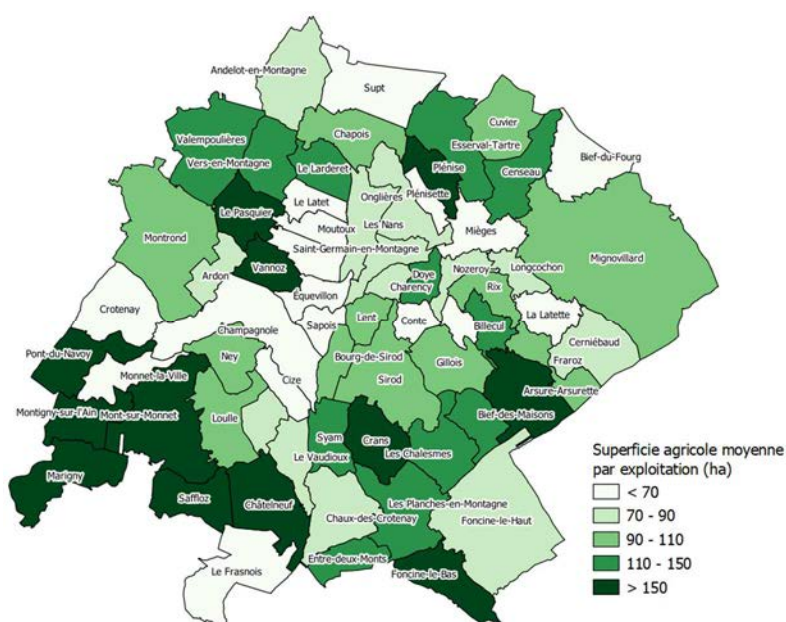 Andelot-en-Montagne
Supt
Cuvier
Valempoulières
Chapois
Esserval-Tartre
Bief-du-Fourg
Vers-en-Montagne
Le Larderet
Plénise
Censeau
Onglières
Plénisette
Le Latet
Le Pasquier
Les Nans
Moutoux
Mièges
Montrond
Saint-Germain-en-Montagne
Mignovillard
Vannoz
Ardon
Doye
Nozeroy
Longcochon
Charency
Rix
Équevillon
Crotenay
La Latette
Lent
Conte
Sapois
Billecul
Champagnole
Cerniébaud
Pont-du-Navoy
Ney
Bourg-de-Sirod
Gillois
Fraroz
Monnet-la-Ville
Cize
Sirod
Arsure-Arsurette
Montigny-sur-l'Ain
Mont-sur-Monnet
Loulle
Bief-des-Maisons
Syam
Crans
Les Chalesmes
Le Vaudioux
Marigny
Saffloz
Châtelneuf
Les Planches-en-Montagne
Chaux-des-Crotenay
Foncine-le-Haut
Entre-deux-Monts
Le Frasnois
Foncine-le-Bas
Superficie agricole moyenne
par exploitation (ha)
< 70
70 - 90
90 - 110
110 - 150
> 150